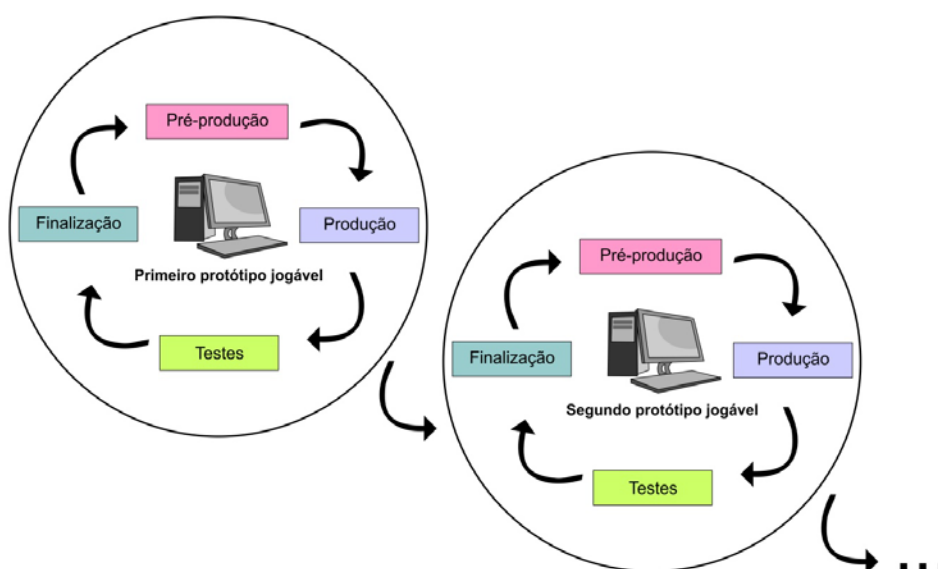 Pré-produção
Finalização
Produção
Primeiro protótipo jogável
Testes
Pré-produção
Finalização
Produção
Segundo protótipo jogável
Testes
...